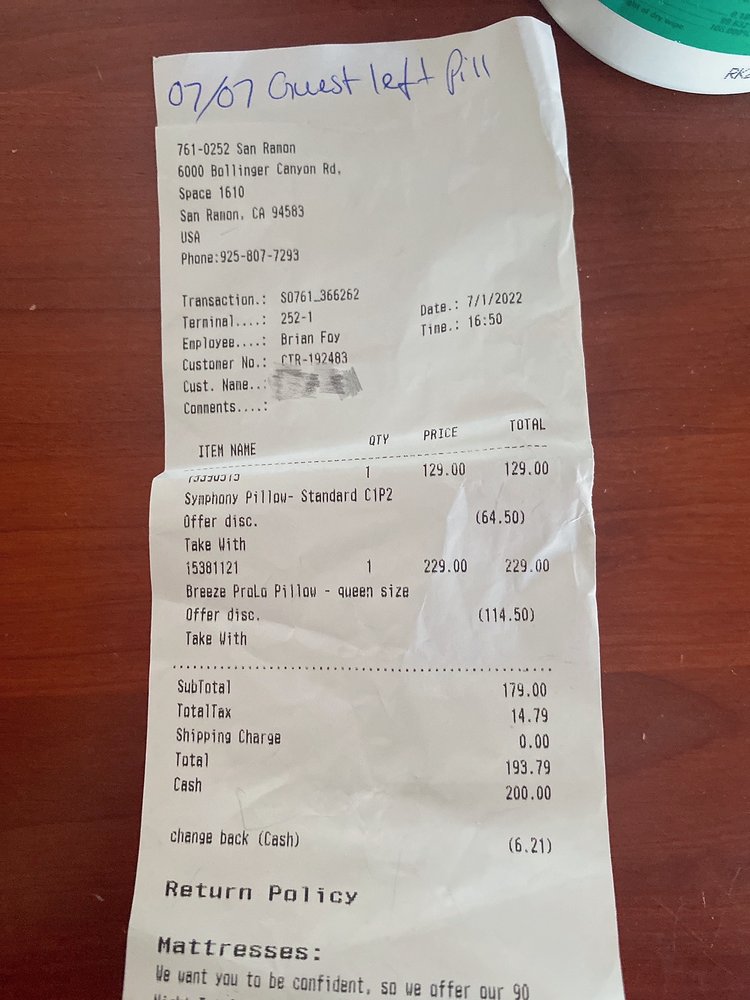 07/07 Guest left Pill
RK2
761-0252 San Ramon
6000 Bollinger Canyon Rd,
Space 1610
San Ramon, CA 94583
USA
Phone:925-807-7293
Transaction.: S0761_366262
Date.: 7/1/2022
Terminal....: 252-1
Time.: 16:50
Employee....: Brian Foy
Customer No.: CTR-192483
Cust. Name..:
Comments....:
ITEM NAME QTY PRICE TOTAL
1 129.00 129.00
Symphony Pillow- Standard C1P2
Offer disc. (64.50)
Take With
15381121 1 229.00 229.00
Breeze ProLo Pillow - queen size
Offer disc. (114.50)
Take With
SubTotal 179.00
TotalTax 14.79
Shipping Charge 0.00
Total 193.79
Cash 200.00
change back (Cash) (6.21)
Return Policy
Mattresses:
We want you to be confident, so we offer our 90